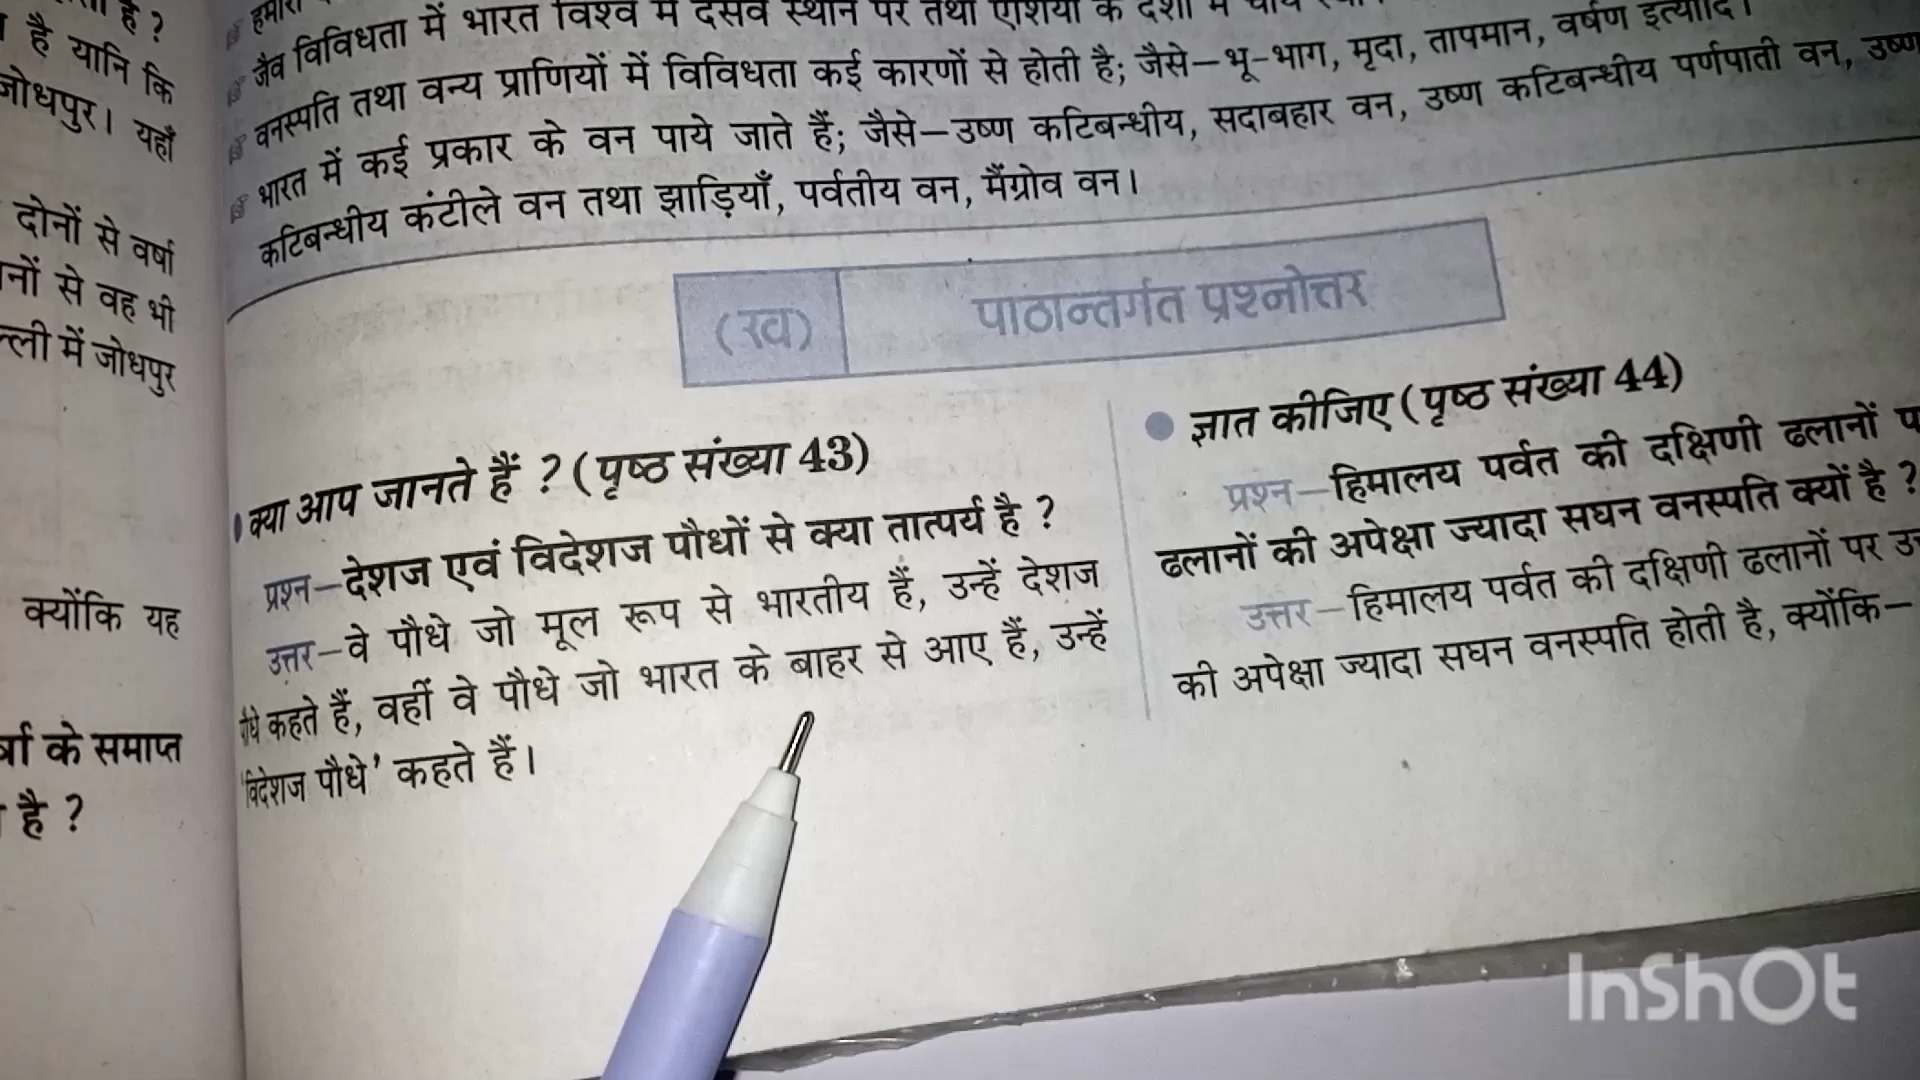 है ?
है यानि कि
जोधपुर। यहाँ
दोनों से वर्षा
नों से वह भी
ल्ली में जोधपुर
क्योंकि यह
र्षा के समाप्त
है ?
हमारा
जैव विविधता में भारत विश्व में दसवें स्थान पर तथा एशिया के देशों में
वनस्पति तथा वन्य प्राणियों में विविधता कई कारणों से होती है; जैसे–भू-भाग, मृदा, तापमान, वर्षण इत्यादि।
भारत में कई प्रकार के वन पाये जाते हैं; जैसे–उष्ण कटिबन्धीय, सदाबहार वन, उष्ण कटिबन्धीय पर्णपाती वन, उष्ण
कटिबन्धीय कंटीले वन तथा झाड़ियाँ, पर्वतीय वन, मैंग्रोव वन।
(ख) पाठान्तर्गत प्रश्नोत्तर
क्या आप जानते हैं ? (पृष्ठ संख्या 43)
प्रश्न–देशज एवं विदेशज पौधों से क्या तात्पर्य है ?
उत्तर–वे पौधे जो मूल रूप से भारतीय हैं, उन्हें देशज
पौधे कहते हैं, वहीं वे पौधे जो भारत के बाहर से आए हैं, उन्हें
'विदेशज पौधे' कहते हैं।
● ज्ञात कीजिए (पृष्ठ संख्या 44)
प्रश्न–हिमालय पर्वत की दक्षिणी ढलानों प
ढलानों की अपेक्षा ज्यादा सघन वनस्पति क्यों है ?
उत्तर–हिमालय पर्वत की दक्षिणी ढलानों पर उ
की अपेक्षा ज्यादा सघन वनस्पति होती है, क्योंकि–
InShOt